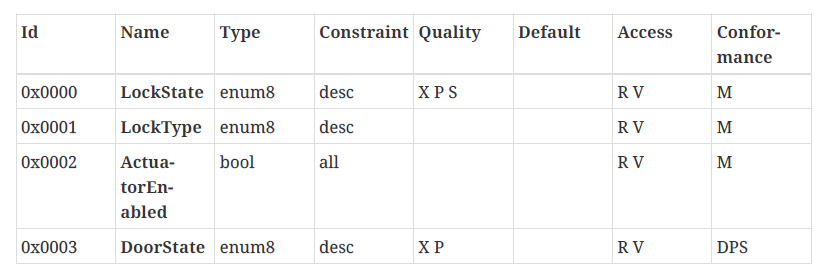 Id Name Type Constraint Quality Default Access Confor-
mance
0x0000 LockState enum8 desc X P S R V M
0x0001 LockType enum8 desc R V M
0x0002 Actua- bool all R V M
torEn-
abled
0x0003 DoorState enum8 desc X P R V DPS